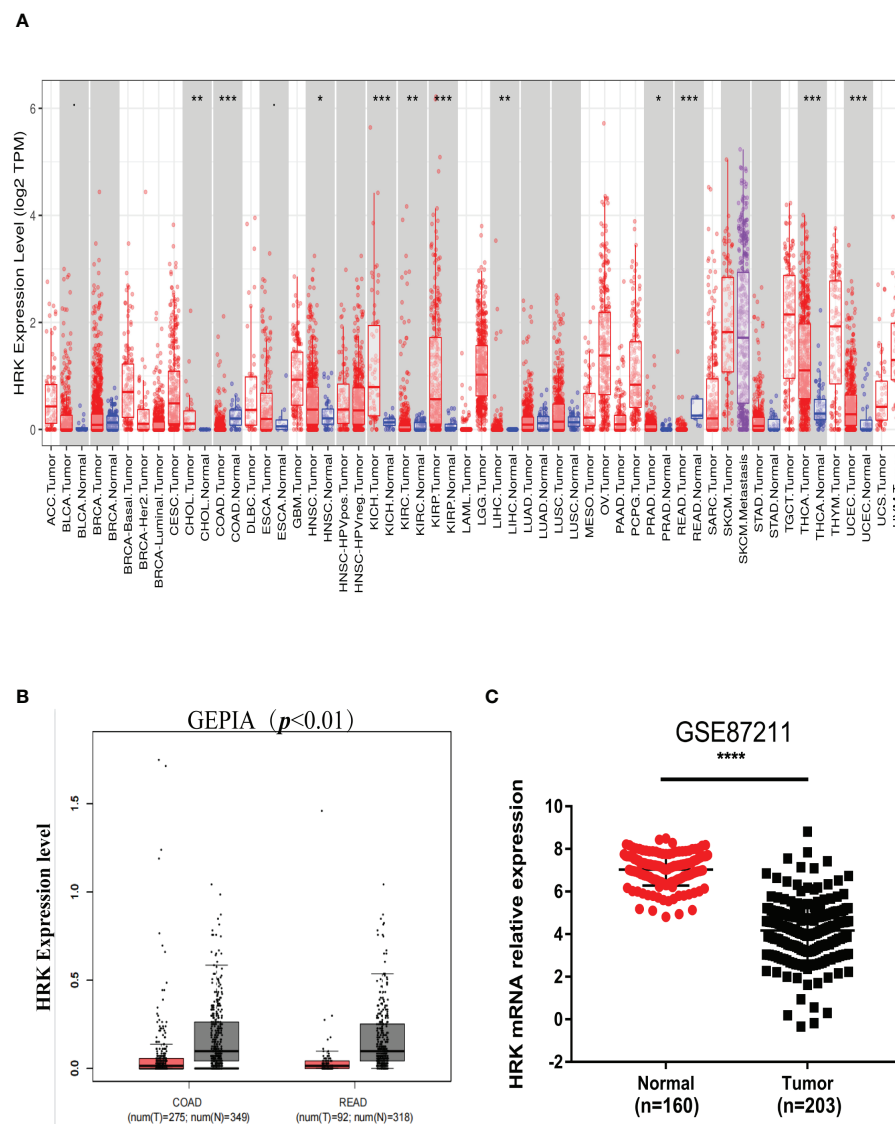 A
HRK Expression Level (log2 TPM)
6
4
2
0
. ** *** . * *** ** *** ** * *** *** ***
ACC.Tumor
BLCA.Tumor
BLCA.Normal
BRCA.Tumor
BRCA.Normal
BRCA-Basal.Tumor
BRCA-Her2.Tumor
BRCA-Luminal.Tumor
CESC.Tumor
CHOL.Tumor
CHOL.Normal
COAD.Tumor
COAD.Normal
DLBC.Tumor
ESCA.Tumor
ESCA.Normal
GBM.Tumor
HNSC.Tumor
HNSC.Normal
HNSC-HPVpos.Tumor
HNSC-HPVneg.Tumor
KICH.Tumor
KICH.Normal
KIRC.Tumor
KIRC.Normal
KIRP.Tumor
KIRP.Normal
LAML.Tumor
LGG.Tumor
LIHC.Tumor
LIHC.Normal
LUAD.Tumor
LUAD.Normal
LUSC.Tumor
LUSC.Normal
MESO.Tumor
OV.Tumor
PAAD.Tumor
PCPG.Tumor
PRAD.Tumor
PRAD.Normal
READ.Tumor
READ.Normal
SARC.Tumor
SKCM.Tumor
SKCM.Metastasis
STAD.Tumor
STAD.Normal
TGCT.Tumor
THCA.Tumor
THCA.Normal
THYM.Tumor
UCEC.Tumor
UCEC.Normal
UCS.Tumor
B
GEPIA（p<0.01）
HRK Expression level
1.5
1.0
0.5
0.0
COAD
(num(T)=275; num(N)=349)
READ
(num(T)=92; num(N)=318)
C
GSE87211
****
HRK mRNA relative expression
10
8
6
4
2
0
-2
Normal
(n=160)
Tumor
(n=203)